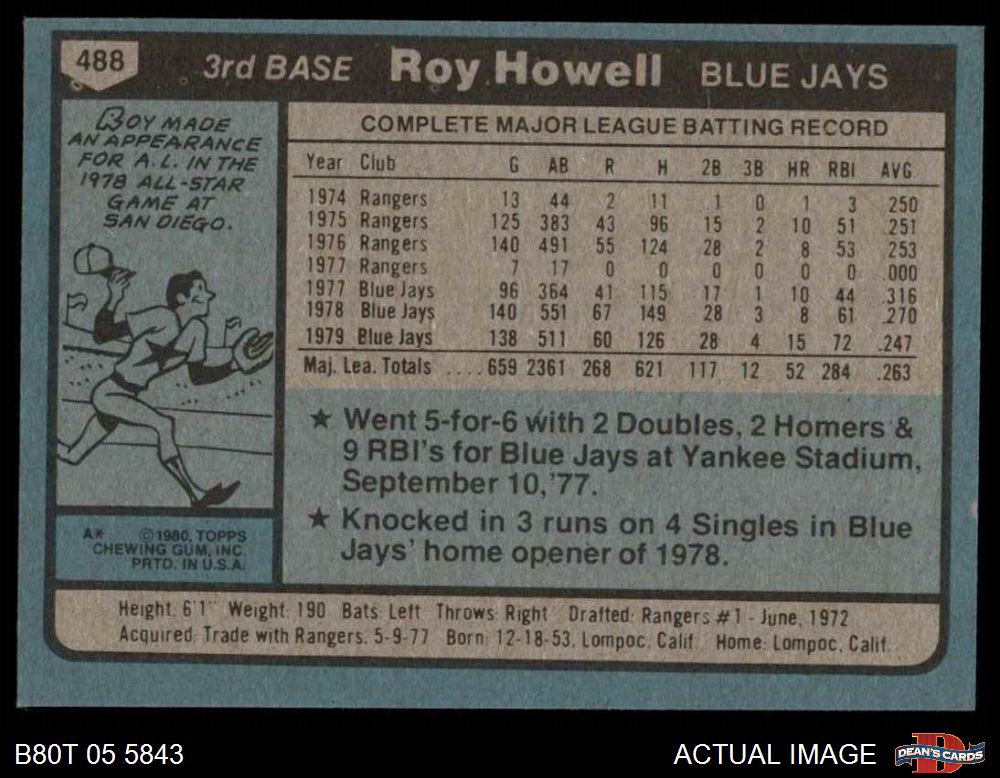 488
3rd BASE Roy Howell BLUE JAYS
ROY MADE
AN APPEARANCE
FOR A.L. IN THE
1978 ALL-STAR
GAME AT
SAN DIEGO.
COMPLETE MAJOR LEAGUE BATTING RECORD
Year Club G AB R H 2B 3B HR RBI AVG.
1974 Rangers 13 44 2 11 1 0 1 3 .250
1975 Rangers 125 383 43 96 15 2 10 51 .251
1976 Rangers 140 491 55 124 28 2 8 53 .253
1977 Rangers 7 17 0 0 0 0 0 0 .000
1977 Blue Jays 96 364 41 115 17 1 10 44 .316
1978 Blue Jays 140 551 67 149 28 3 8 61 .270
1979 Blue Jays 138 511 60 126 28 4 15 72 .247
Maj. Lea. Totals .... 659 2361 268 621 117 12 52 284 .263
★ Went 5-for-6 with 2 Doubles, 2 Homers &
9 RBI's for Blue Jays at Yankee Stadium,
September 10,'77.
★ Knocked in 3 runs on 4 Singles in Blue
Jays' home opener of 1978.
A* ©1980, TOPPS
CHEWING GUM, INC.
PRTD. IN U.S.A.
Height: 6'1" Weight: 190 Bats: Left Throws: Right Drafted: Rangers #1 - June, 1972
Acquired: Trade with Rangers, 5-9-77 Born: 12-18-53, Lompoc, Calif. Home: Lompoc, Calif.
B80T 05 5843
ACTUAL IMAGE
D
DEAN'S CARDS